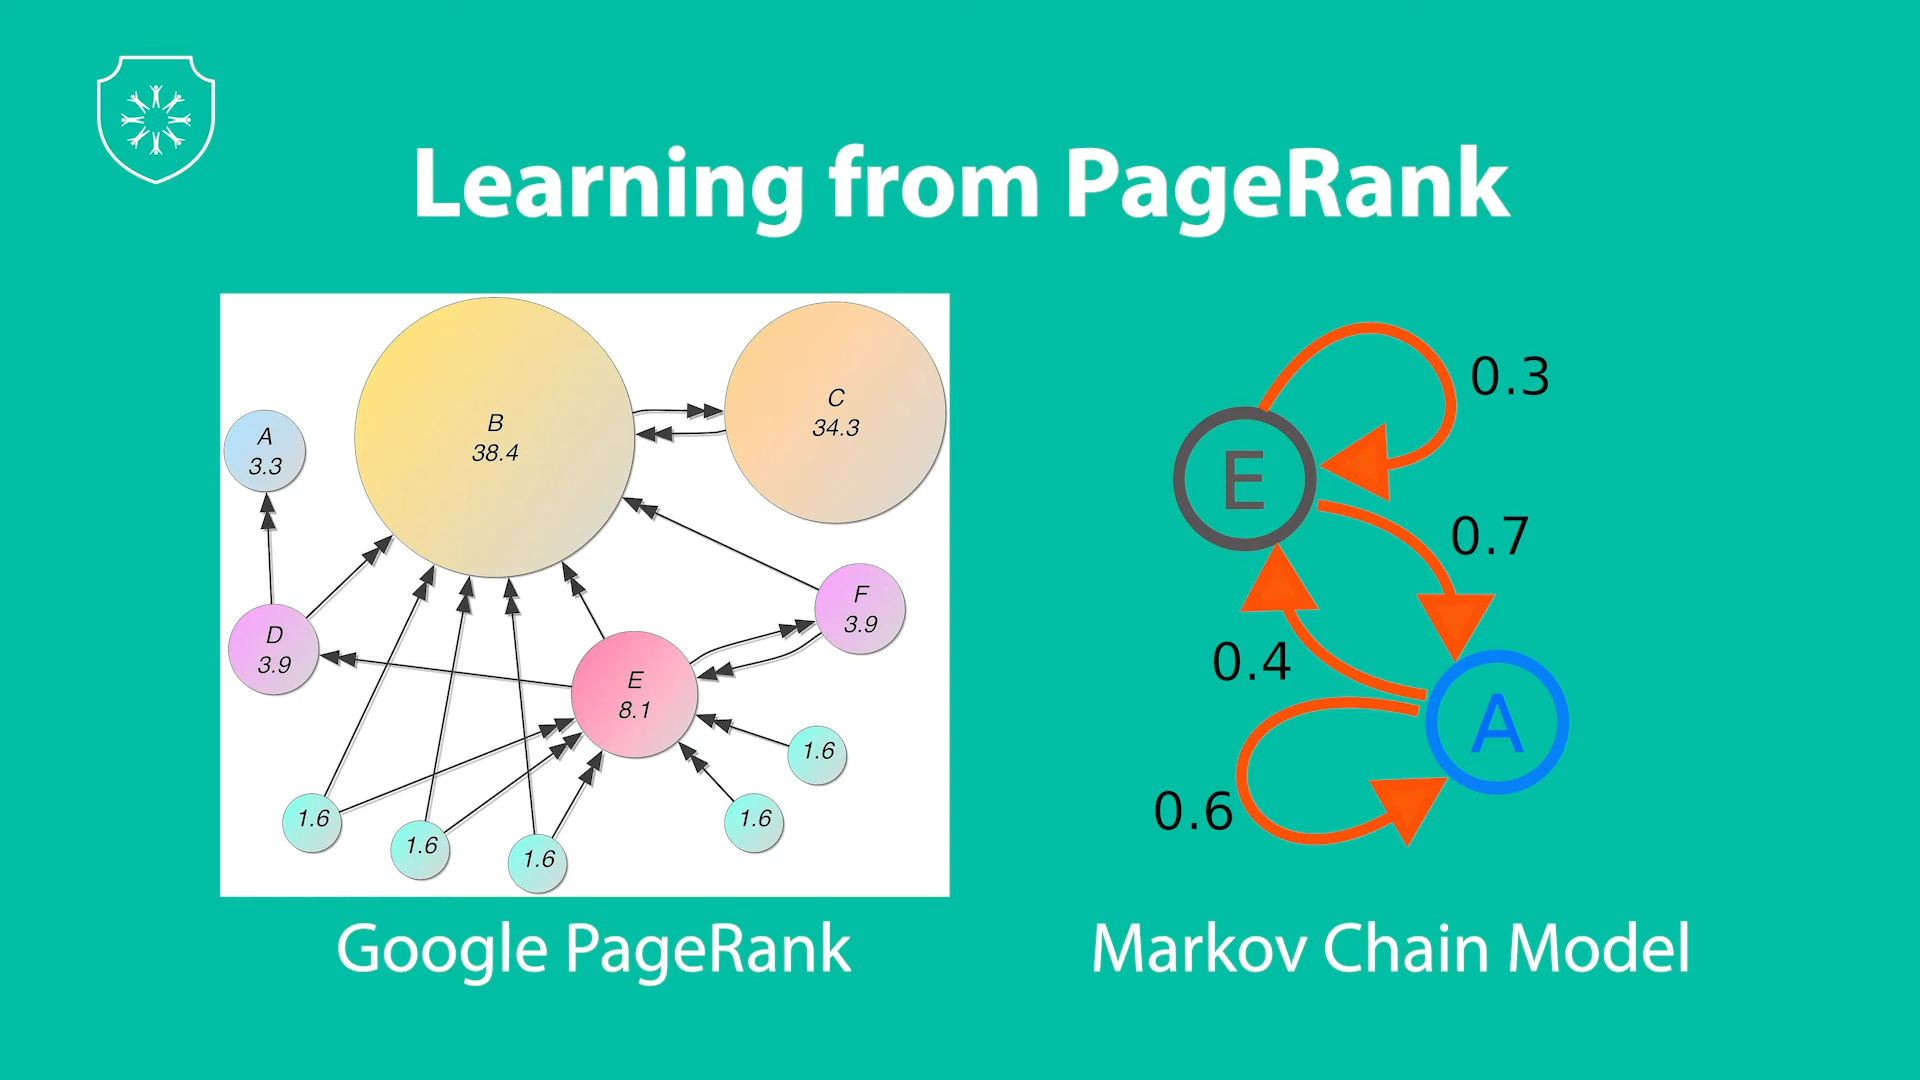 Learning from PageRank
A
3.3
B
38.4
C
34.3
D
3.9
E
8.1
F
3.9
1.6
1.6
1.6
1.6
1.6
Google PageRank
E
0.3
0.7
0.4
A
0.6
Markov Chain Model